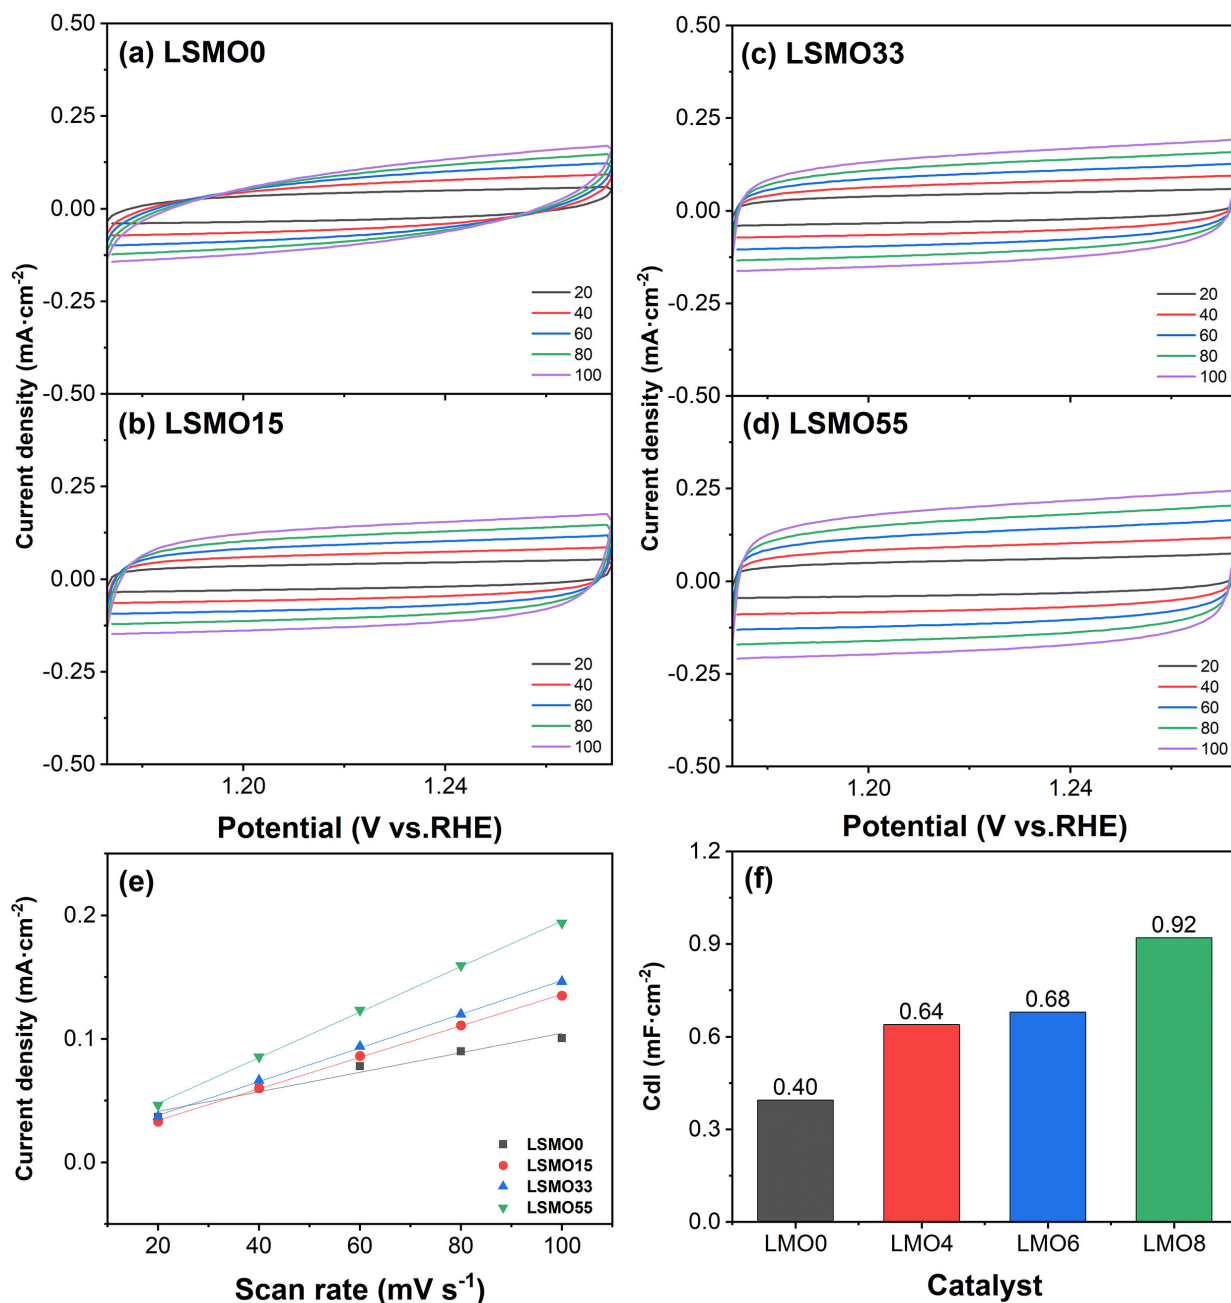 (a) LSMO0
0.50
0.25
0.00
-0.25
-0.50
20
40
60
80
100
(b) LSMO15
0.25
0.00
-0.25
-0.50
20
40
60
80
100
1.20
1.24
Current density (mA·cm⁻²)
Potential (V vs.RHE)
(c) LSMO33
0.50
0.25
0.00
-0.25
-0.50
20
40
60
80
100
(d) LSMO55
0.25
0.00
-0.25
-0.50
20
40
60
80
100
1.20
1.24
Current density (mA·cm⁻²)
Potential (V vs.RHE)
(e)
0.2
0.1
0.0
LSMO0
LSMO15
LSMO33
LSMO55
20
40
60
80
100
Current density (mA·cm⁻²)
Scan rate (mV s⁻¹)
(f)
1.2
0.9
0.6
0.3
0.0
0.40
0.64
0.68
0.92
LMO0
LMO4
LMO6
LMO8
Cdl (mF·cm⁻²)
Catalyst